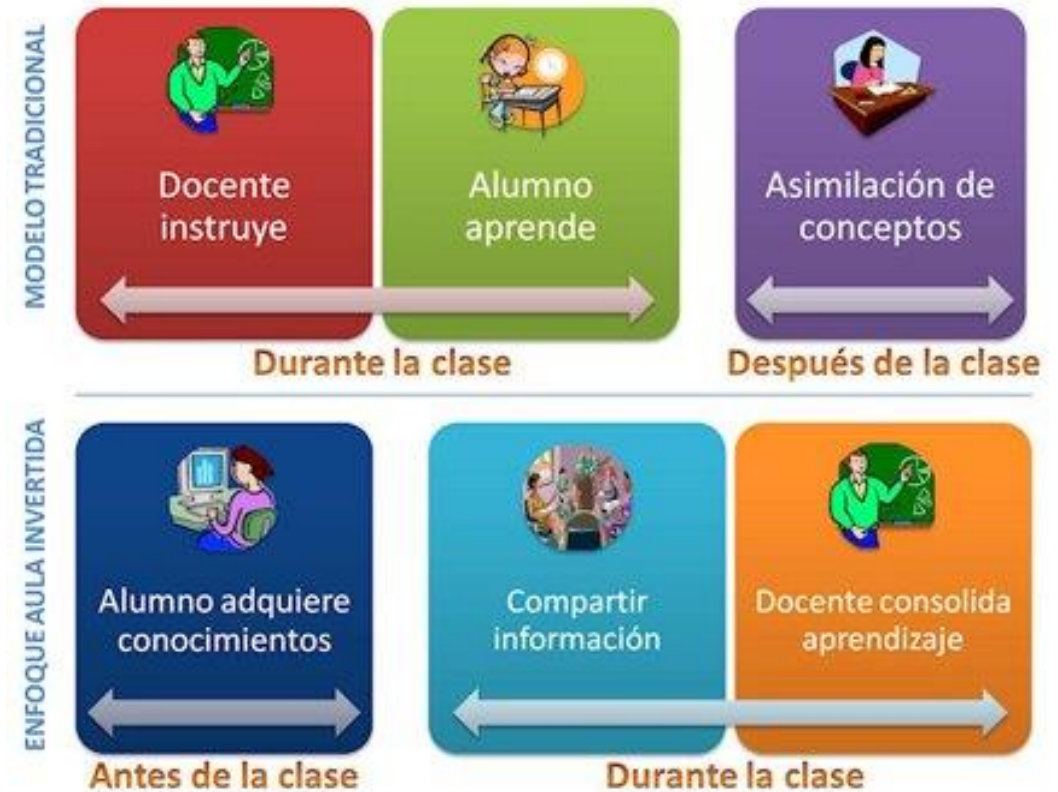 MODELO TRADICIONAL
Docente
instruye
Alumno
aprende
Asimilación de
conceptos
Durante la clase
Después de la clase
ENFOQUE AULA INVERTIDA
Alumno adquiere
conocimientos
Compartir
información
Docente consolida
aprendizaje
Antes de la clase
Durante la clase